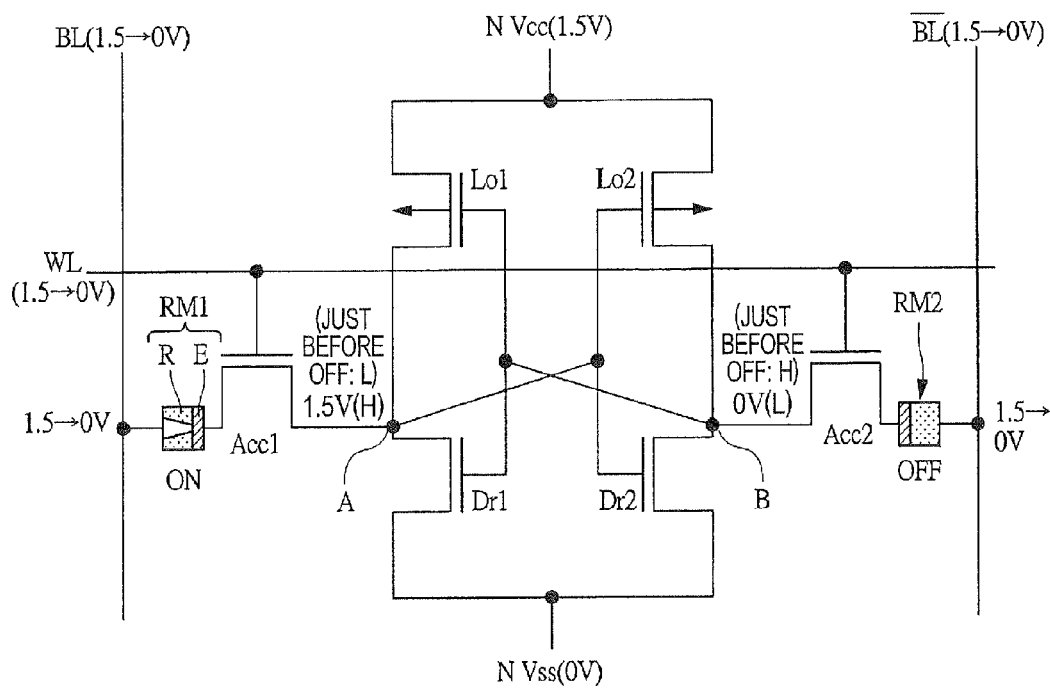 BL(1.5→0V)
N Vcc(1.5V)
BL(1.5→0V)
Lo1
Lo2
WL
(1.5→0V)
RM1
R E
(JUST
BEFORE
OFF: L)
1.5V(H)
(JUST
BEFORE
OFF: H)
0V(L)
RM2
1.5→0V
Acc1
Acc2
1.5→
0V
ON
OFF
A
Dr1
Dr2
B
N Vss(0V)